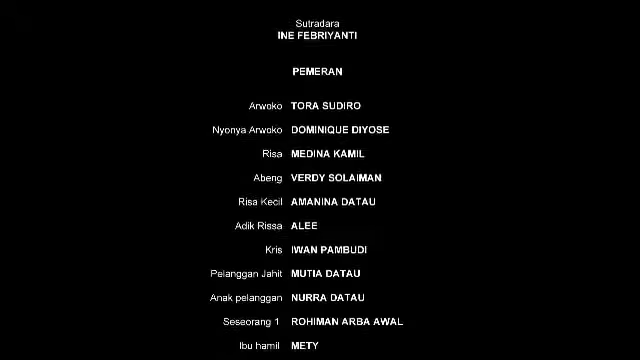 Sutradara
INE FEBRIYANTI
PEMERAN
Arwoko TORA SUDIRO
Nyonya Arwoko DOMINIQUE DIYOSE
Risa MEDINA KAMIL
Abeng VERDY SOLAIMAN
Risa Kecil AMANINA DATAU
Adik Rissa ALEE
Kris IWAN PAMBUDI
Pelanggan Jahit MUTIA DATAU
Anak pelanggan NURRA DATAU
Seseorang 1 ROHIMAN ARBA AWAL
Ibu hamil METY